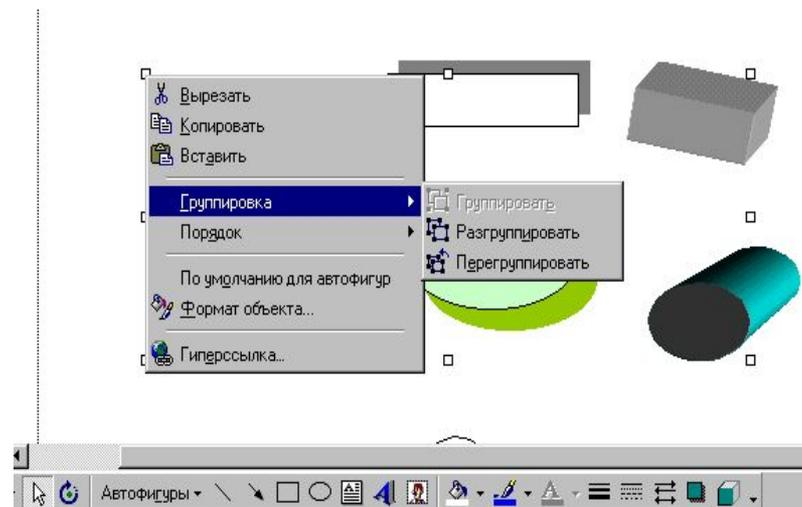 Вырезать
Копировать
Вставить
Группировка
Порядок
По умолчанию для автофигур
Формат объекта...
Гиперссылка...
Группировать
Разгруппировать
Перегруппировать
Автофигуры